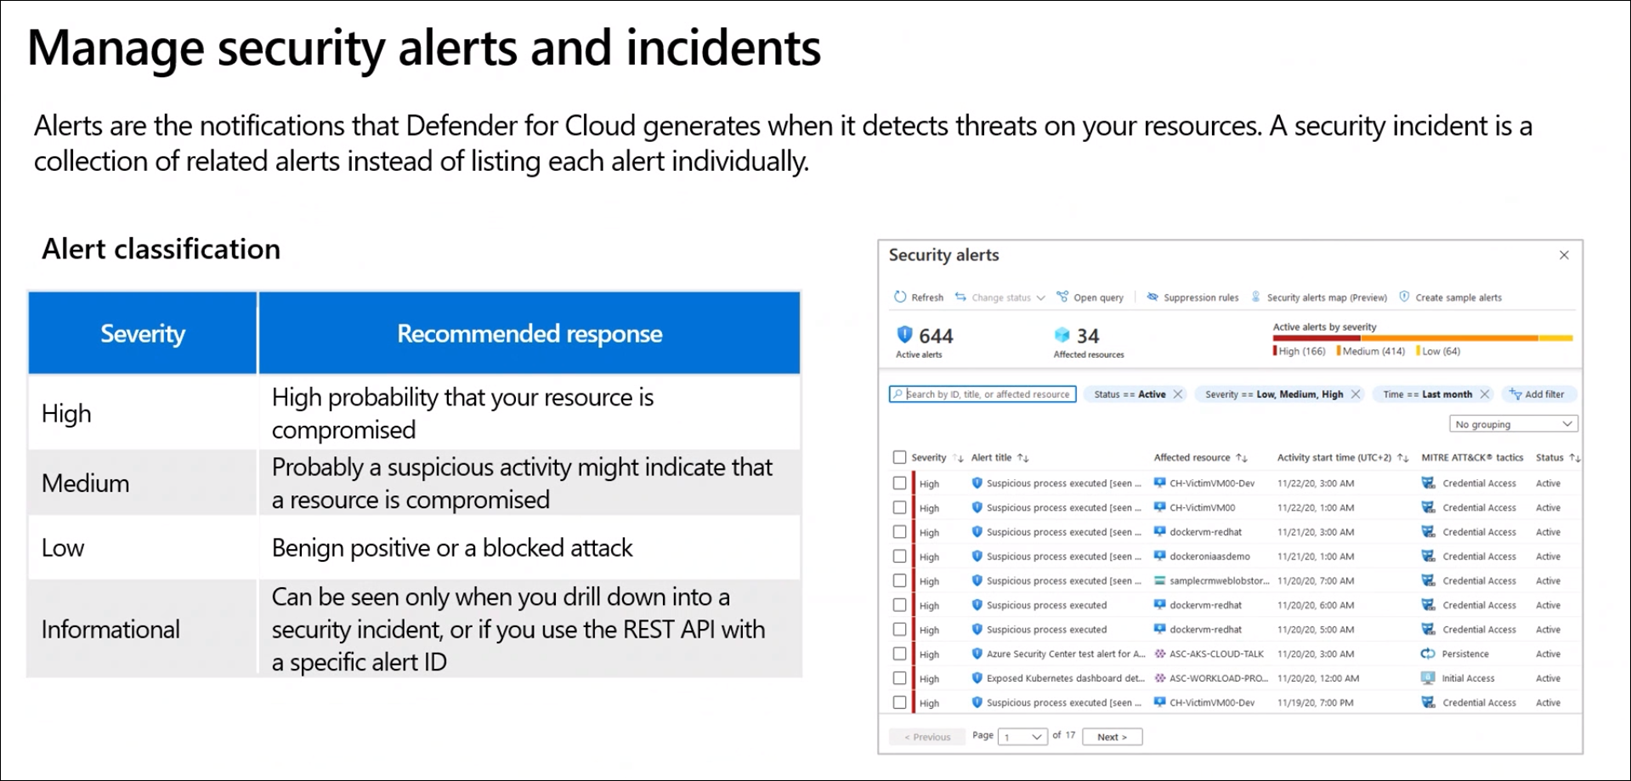 Manage security alerts and incidents
Alerts are the notifications that Defender for Cloud generates when it detects threats on your resources. A security incident is a
collection of related alerts instead of listing each alert individually.
Alert classification
Severity Recommended response
High High probability that your resource is
compromised
Medium Probably a suspicious activity might indicate that
a resource is compromised
Low Benign positive or a blocked attack
Informational Can be seen only when you drill down into a
security incident, or if you use the REST API with
a specific alert ID
Security alerts
Refresh Change status Open query Suppression rules Security alerts map (Preview) Create sample alerts
644 34 Active alerts by severity
Active alerts Affected resources High (166) Medium (414) Low (64)
Search by ID, title, or affected resource Status == Active Severity == Low, Medium, High Time == Last month Add filter
No grouping
Severity Alert title Affected resource Activity start time (UTC+2) MITRE ATT&CK® tactics Status
High Suspicious process executed [seen ... CH-VictimVM00-Dev 11/22/20, 3:00 AM Credential Access Active
High Suspicious process executed [seen ... CH-VictimVM00 11/22/20, 1:00 AM Credential Access Active
High Suspicious process executed [seen ... dockervm-redhat 11/21/20, 3:00 AM Credential Access Active
High Suspicious process executed [seen ... dockeroniaasdemo 11/21/20, 1:00 AM Credential Access Active
High Suspicious process executed [seen ... samplecrmweblobstor... 11/20/20, 7:00 AM Credential Access Active
High Suspicious process executed dockervm-redhat 11/20/20, 6:00 AM Credential Access Active
High Suspicious process executed dockervm-redhat 11/20/20, 5:00 AM Credential Access Active
High Azure Security Center test alert for A... ASC-AKS-CLOUD-TALK 11/20/20, 3:00 AM Persistence Active
High Exposed Kubernetes dashboard det... ASC-WORKLOAD-PRO... 11/20/20, 12:00 AM Initial Access Active
High Suspicious process executed [seen ... CH-VictimVM00-Dev 11/19/20, 7:00 PM Credential Access Active
< Previous Page 1 of 17 Next >